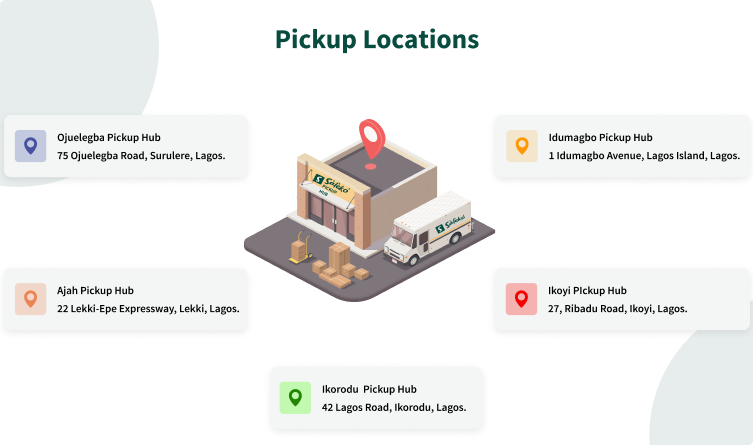 Pickup Locations
Ojuelegba Pickup Hub
75 Ojuelegba Road, Surulere, Lagos.
Idumagbo Pickup Hub
1 Idumagbo Avenue, Lagos Island, Lagos.
PICKUP
HUB
Ajah Pickup Hub
22 Lekki-Epe Expressway, Lekki, Lagos.
Ikoyi PIckup Hub
27, Ribadu Road, Ikoyi, Lagos.
Ikorodu  Pickup Hub
42 Lagos Road, Ikorodu, Lagos.